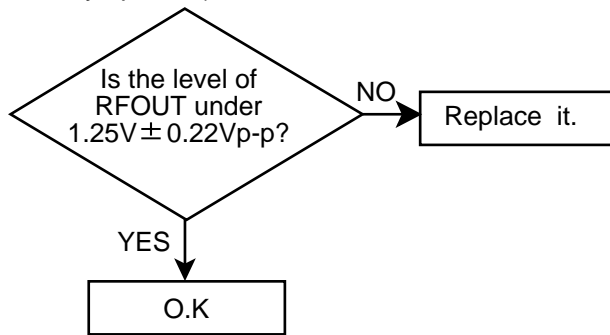 Is the level of
RFOUT under
1.25V ± 0.22Vp-p?
NO
Replace it.
YES
O.K